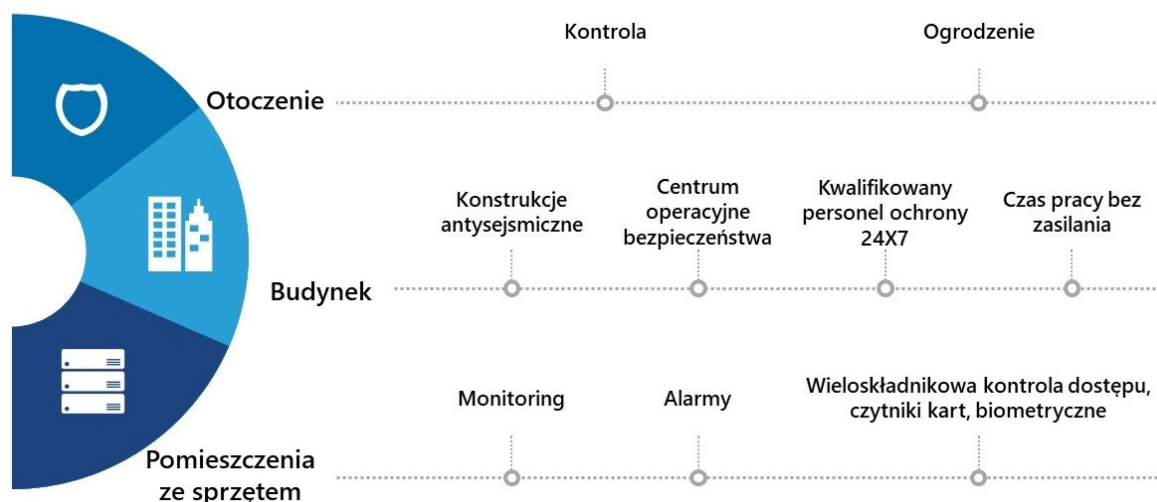 Kontrola
Ogrodzenie
Otoczenie
Konstrukcje
antysejsmiczne
Centrum
operacyjne
bezpieczeństwa
Kwalifikowany
personel ochrony
24X7
Czas pracy bez
zasilania
Budynek
Monitoring
Alarmy
Wieloskładnikowa kontrola dostępu,
czytniki kart, biometryczne
Pomieszczenia
ze sprzętem